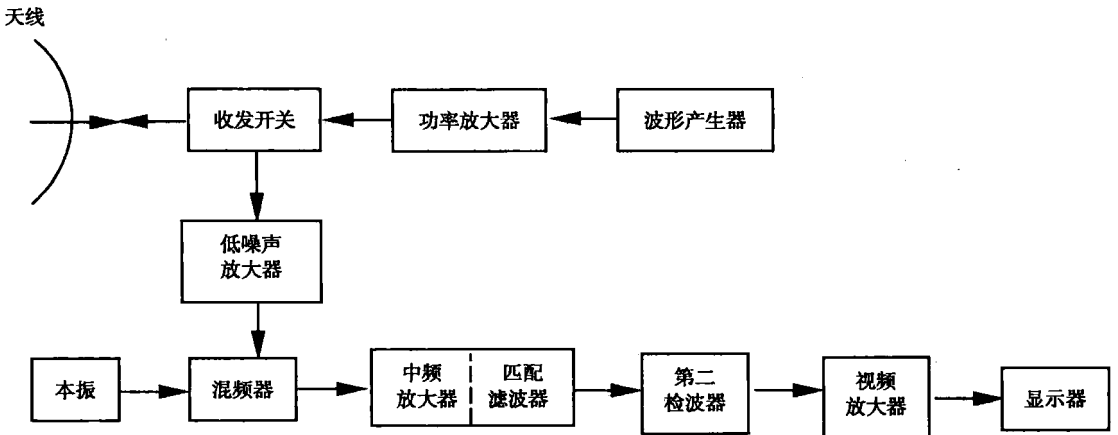 天线
收发开关
功率放大器
波形产生器
低噪声
放大器
本振
混频器
中频
放大器
匹配
滤波器
第二
检波器
视频
放大器
显示器